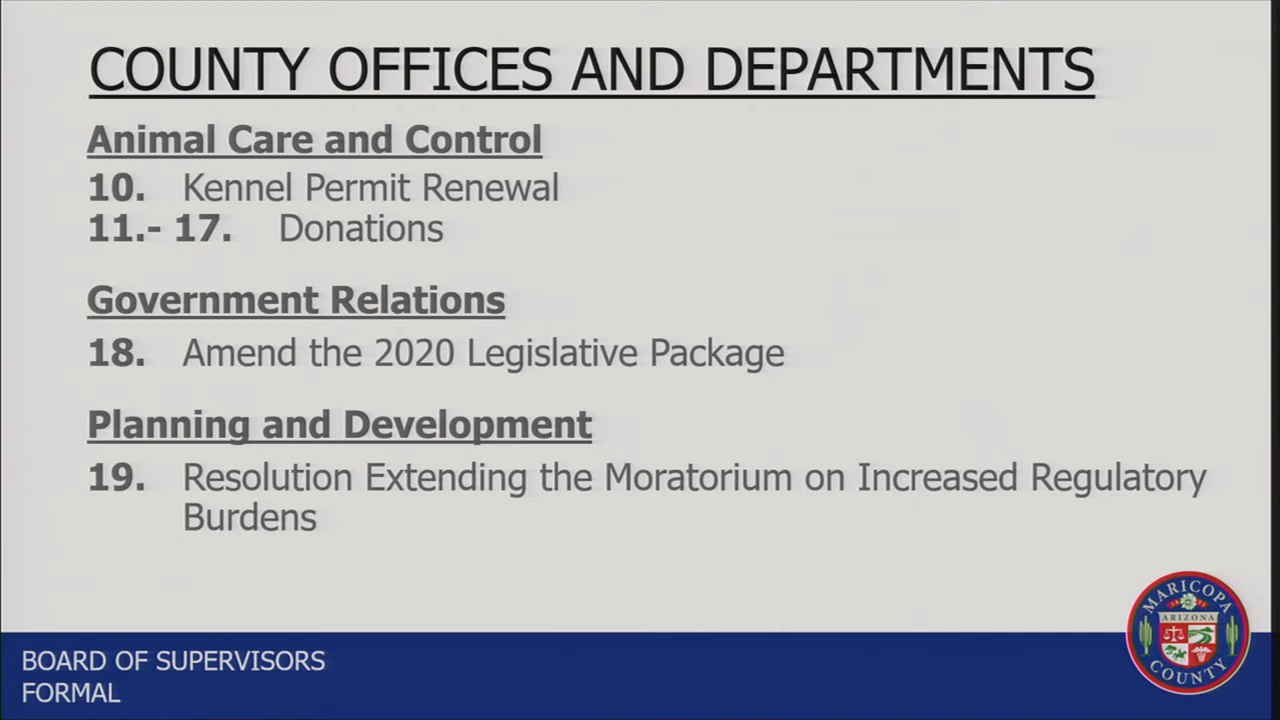 COUNTY OFFICES AND DEPARTMENTS
Animal Care and Control
10. Kennel Permit Renewal
11.- 17. Donations
Government Relations
18. Amend the 2020 Legislative Package
Planning and Development
19. Resolution Extending the Moratorium on Increased Regulatory
Burdens
BOARD OF SUPERVISORS
FORMAL
MARICOPA
ARIZONA
COUNTY